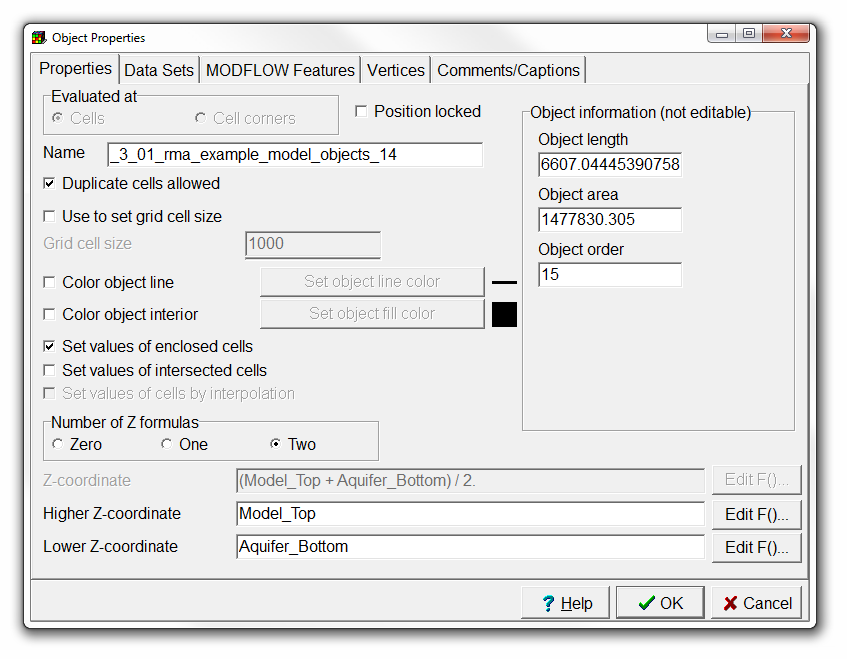 Object Properties
Properties Data Sets MODFLOW Features Vertices Comments/Captions
Evaluated at
Cells Cell corners
Position locked
Name _3_01_rma_example_model_objects_14
Duplicate cells allowed
Use to set grid cell size
Grid cell size 1000
Color object line Set object line color
Color object interior Set object fill color
Set values of enclosed cells
Set values of intersected cells
Set values of cells by interpolation
Number of Z formulas
Zero One Two
Object information (not editable)
Object length
6607.04445390758
Object area
1477830.305
Object order
15
Z-coordinate (Model_Top + Aquifer_Bottom) / 2. Edit F()...
Higher Z-coordinate Model_Top Edit F()...
Lower Z-coordinate Aquifer_Bottom Edit F()...
? Help OK Cancel